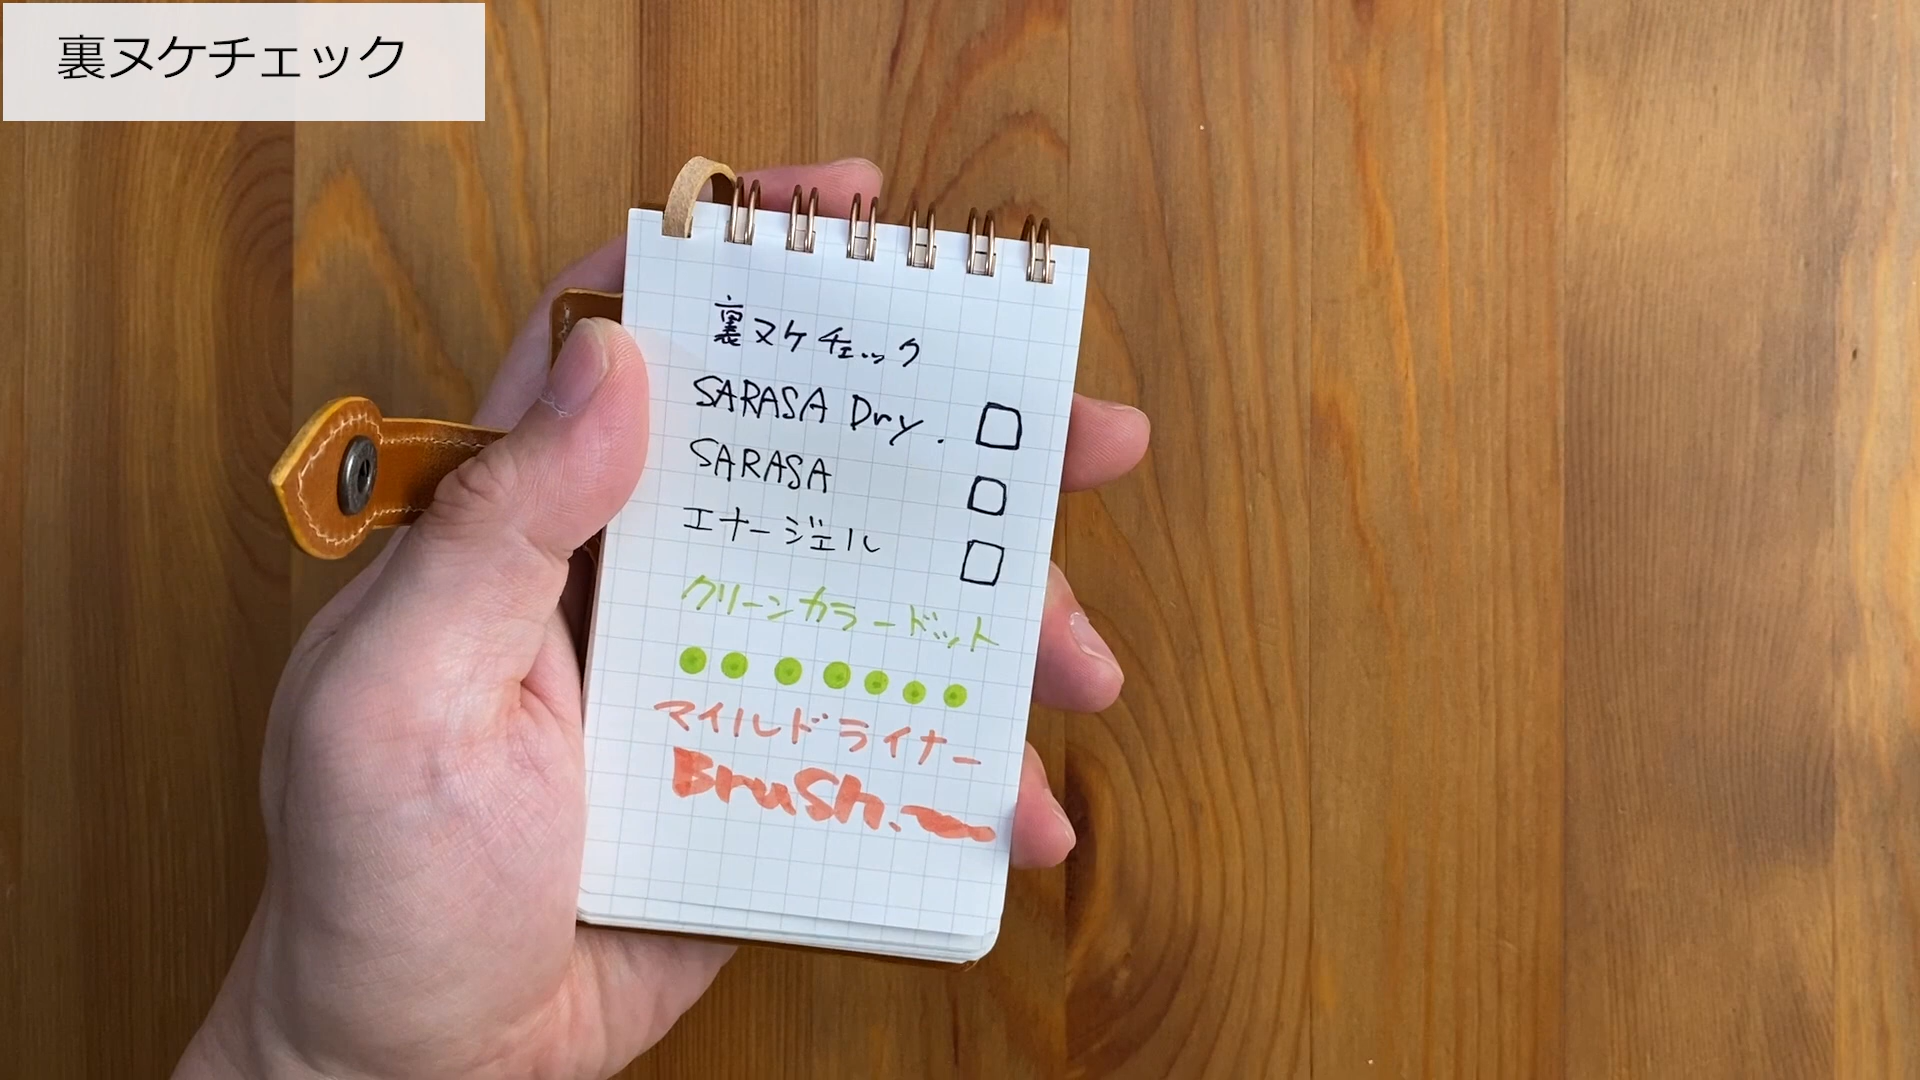 裏ヌケチェック
裏ヌケチェック
SARASA Dry.
SARASA
エナージェル
クリーンカラードット
マイルドライナー
Brush.